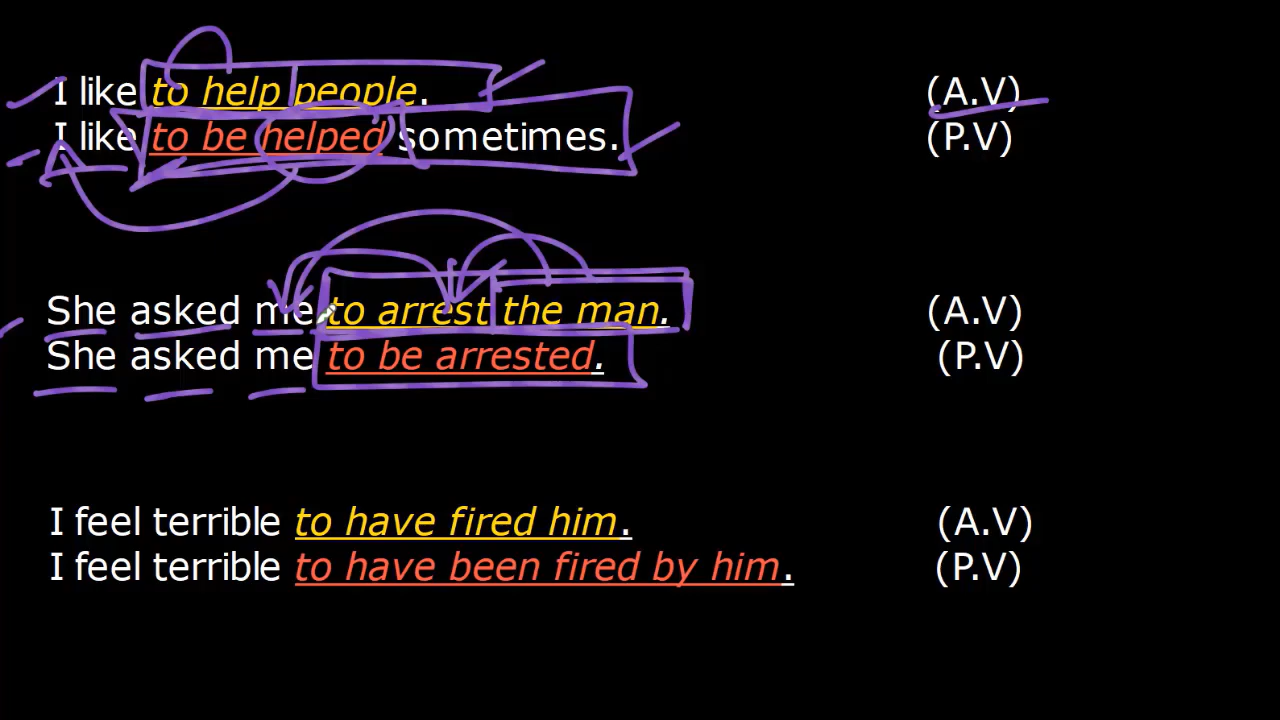 I like to help people. (A.V)
I like to be helped sometimes. (P.V)
She asked me to arrest the man. (A.V)
She asked me to be arrested. (P.V)
I feel terrible to have fired him. (A.V)
I feel terrible to have been fired by him. (P.V)